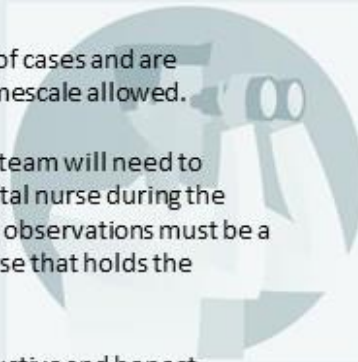 of cases and are
mescale allowed.
team will need to
tal nurse during the
observations must be a
se that holds the